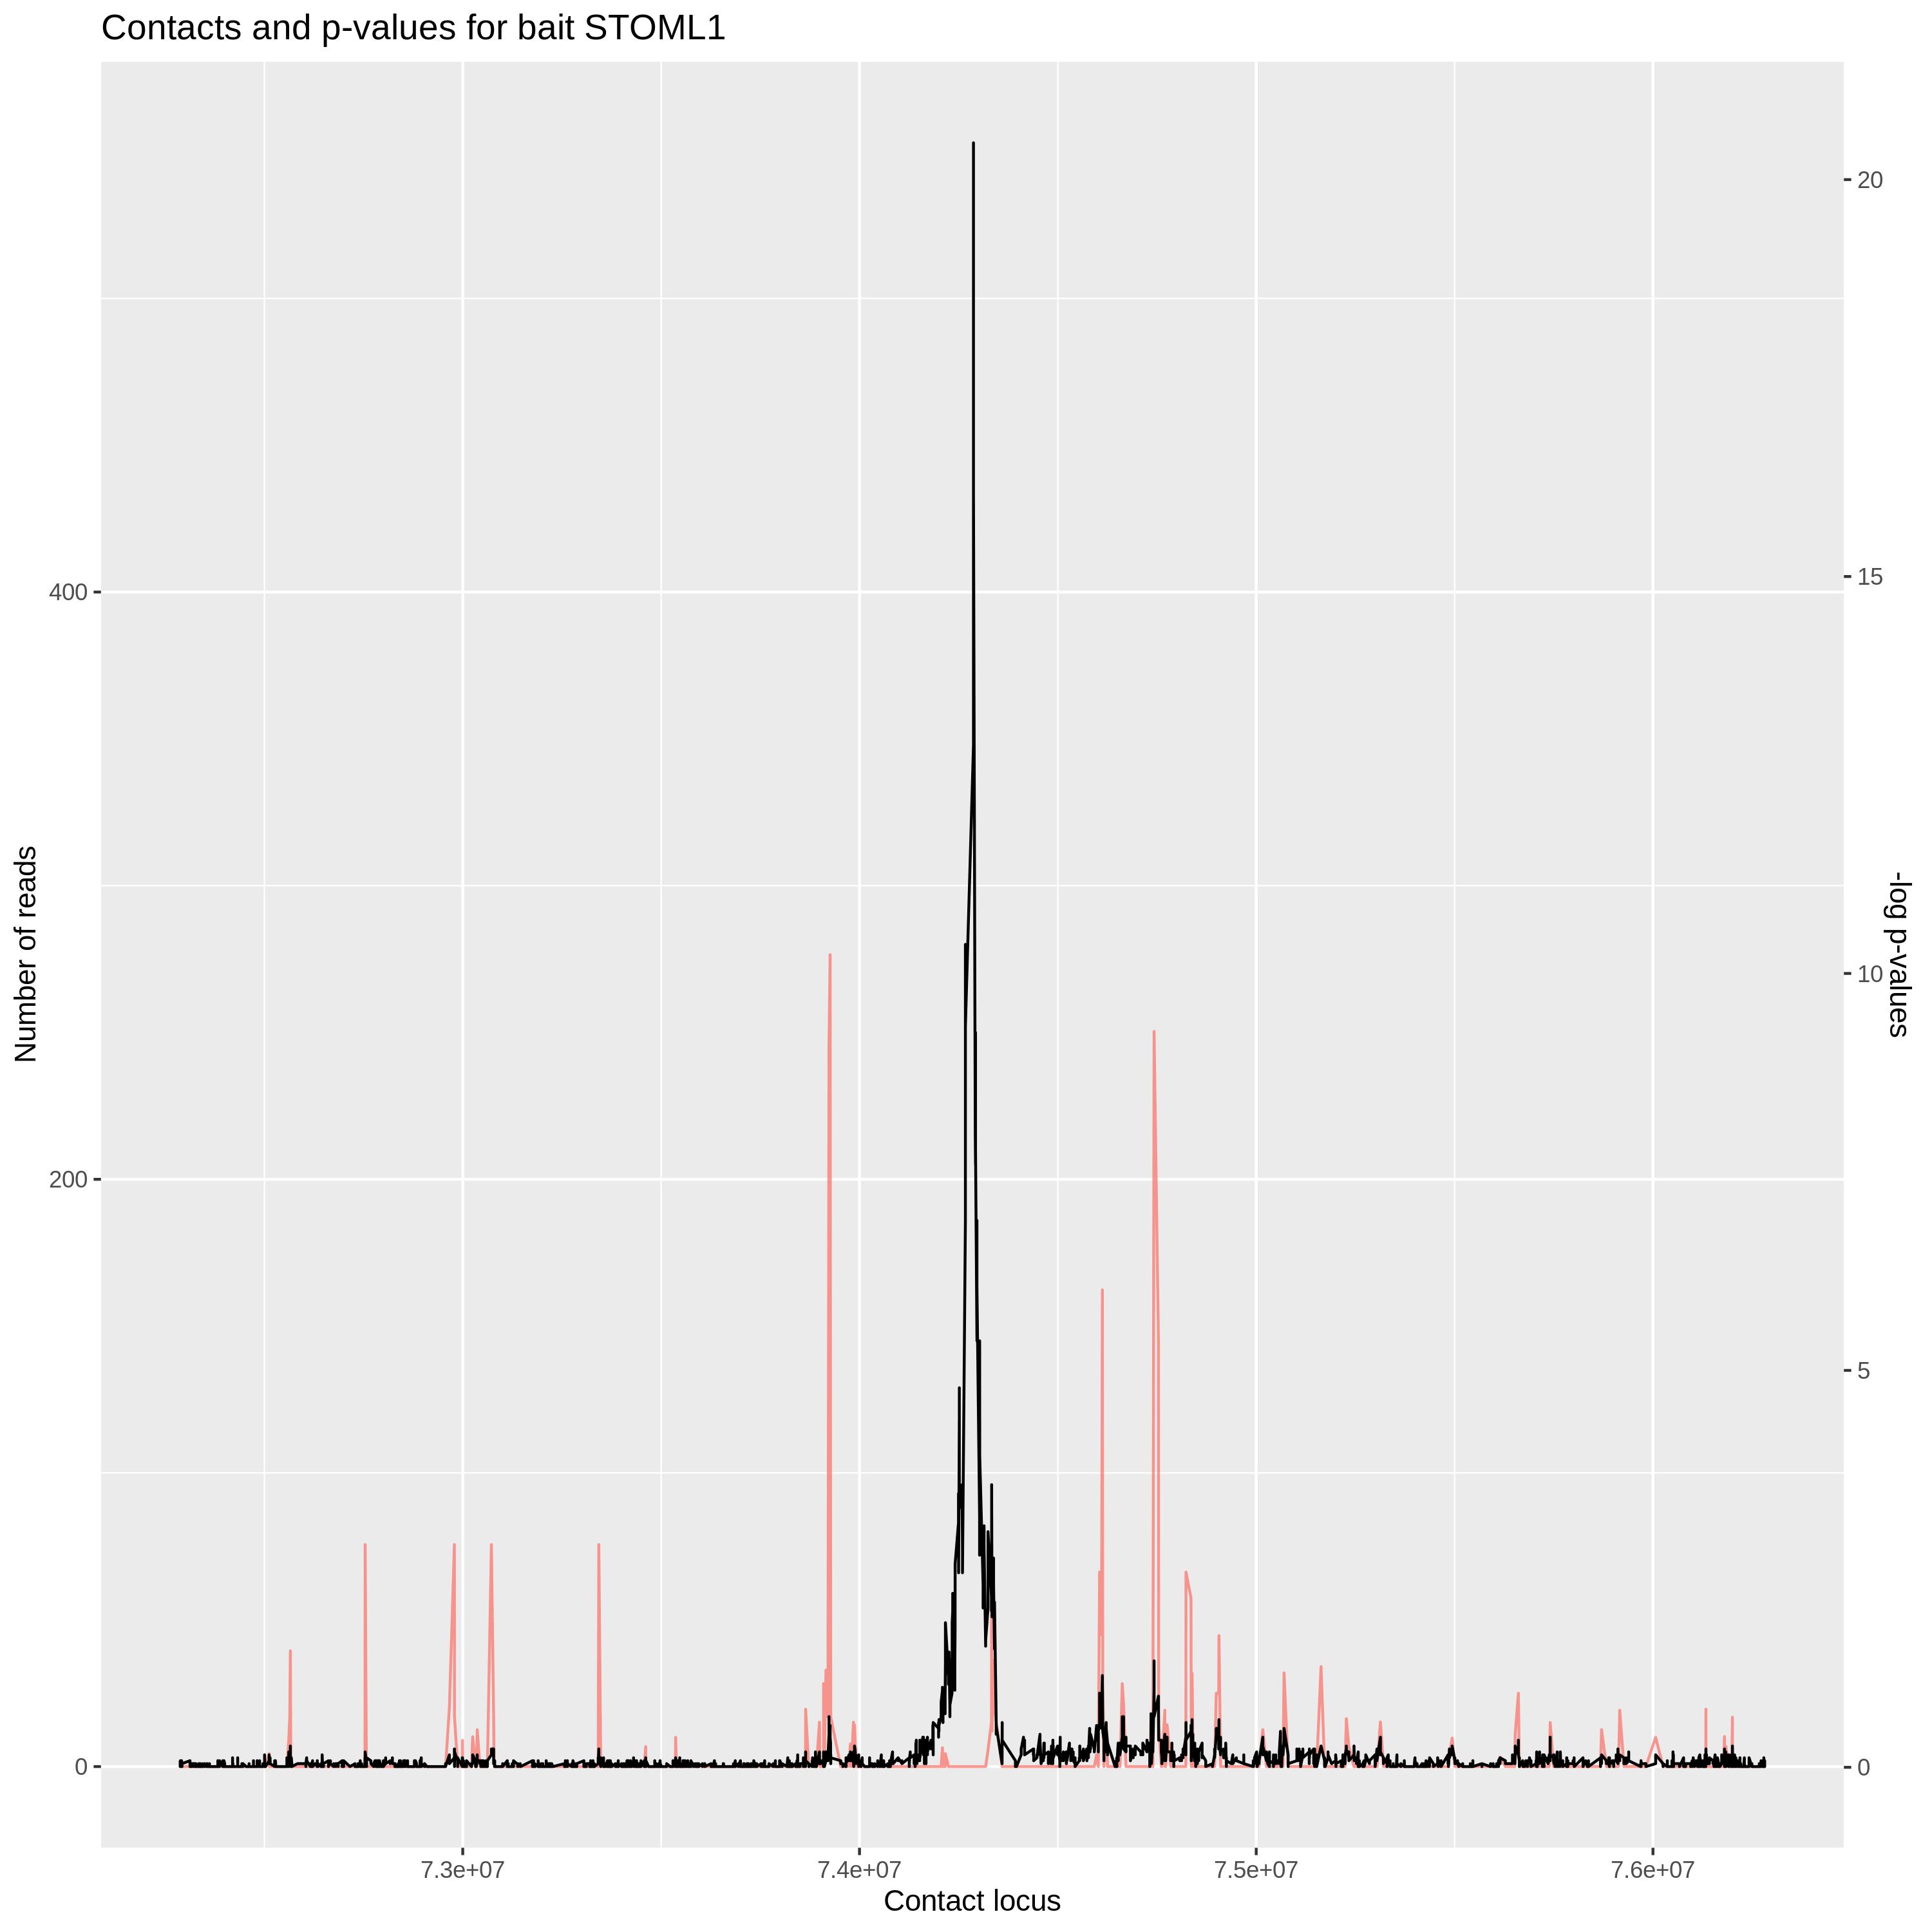 Contacts and p-values for bait STOML1
Number of reads
400
200
0
20
15
10
5
0
-log p-values
7.3e+07 7.4e+07 7.5e+07 7.6e+07
Contact locus